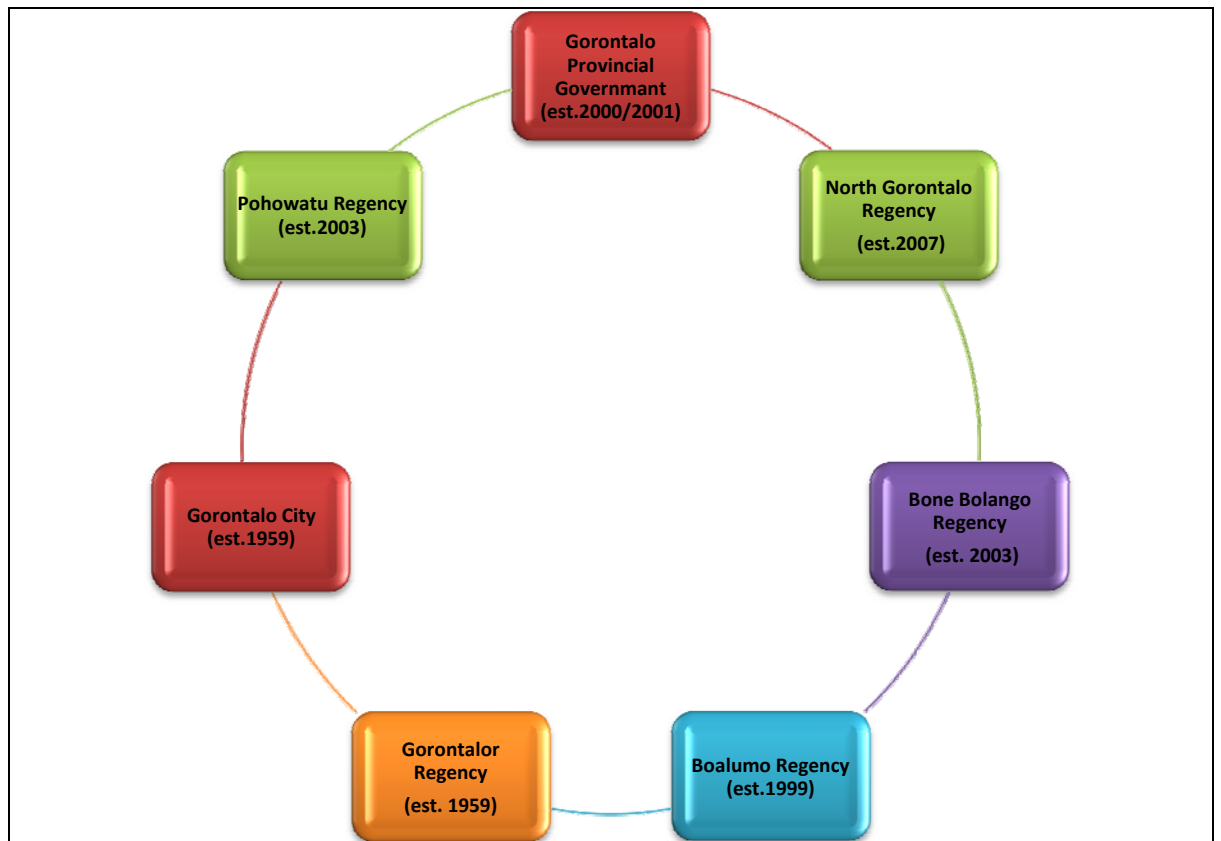 Gorontalo
Provincial
Governmant
(est.2000/2001)
North Gorontalo
Regency
(est.2007)
Bone Bolango
Regency
(est. 2003)
Boalumo Regency
(est.1999)
Gorontalor
Regency
(est. 1959)
Gorontalo City
(est.1959)
Pohowatu Regency
(est.2003)